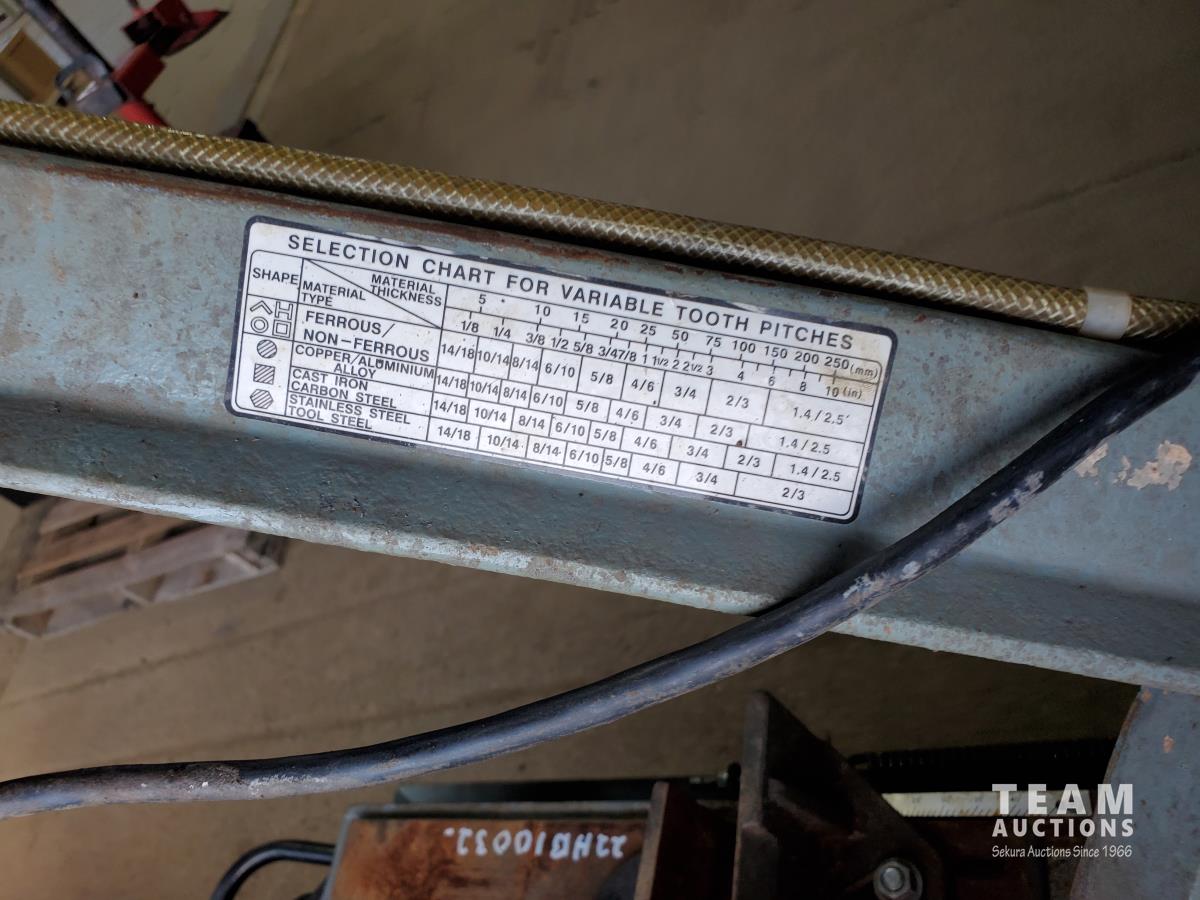 SELECTION CHART FOR VARIABLE TOOTH PITCHES
SHAPE
MATERIAL THICKNESS
MATERIAL TYPE
5 10 15 20 25 50 75 100 150 200 250 (mm)
1/8 1/4 3/8 1/2 5/8 3/4 7/8 1 1 1/2 2 2 1/2 3 4 6 8 10 (in)
FERROUS/
NON-FERROUS
14/18 10/14 8/14 6/10 5/8 4/6 3/4 2/3 1.4/2.5
COPPER/ALUMINIUM
ALLOY
14/18 10/14 8/14 6/10 5/8 4/6 3/4 2/3 1.4/2.5
CAST IRON
CARBON STEEL
14/18 10/14 8/14 6/10 5/8 4/6 3/4 2/3 1.4/2.5
STAINLESS STEEL
TOOL STEEL
14/18 10/14 8/14 6/10 5/8 4/6 3/4 2/3
22HB10032
TEAM
AUCTIONS
Sekura Auctions Since 1966